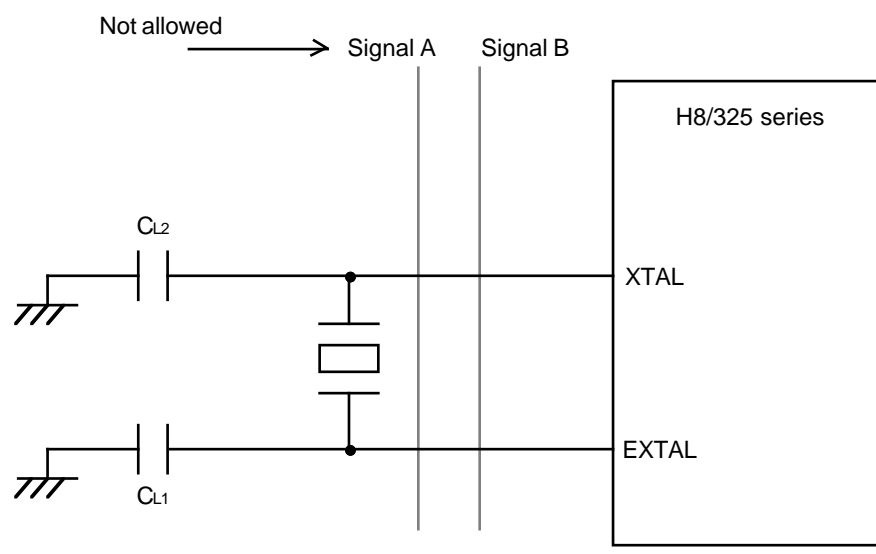 Not allowed
Signal A
Signal B
H8/325 series
CL2
XTAL
EXTAL
CL1